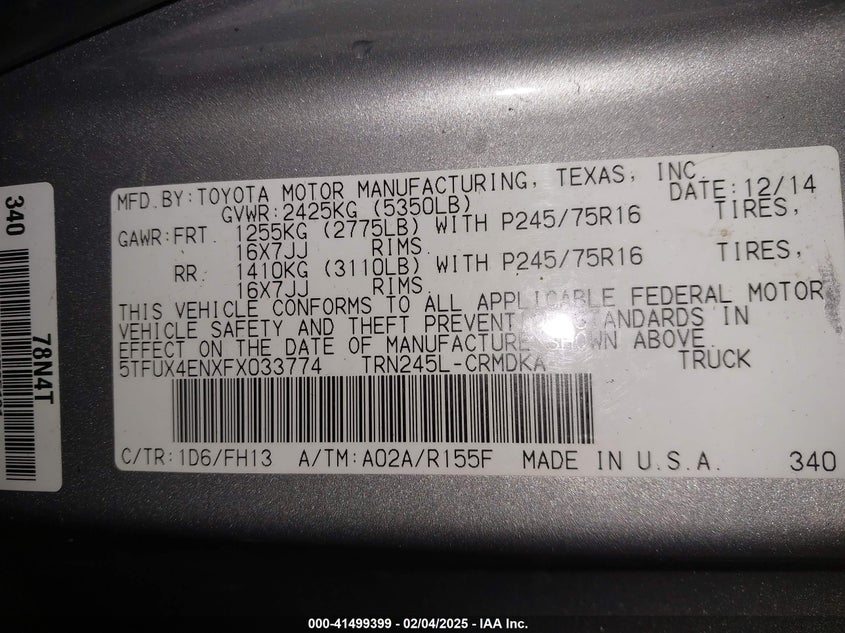 MFD. BY: TOYOTA MOTOR MANUFACTURING, TEXAS, INC.
DATE: 12/14
GVWR: 2425KG (5350LB)
GAWR: FRT. 1255KG (2775LB) WITH P245/75R16 TIRES,
16X7JJ RIMS
RR. 1410KG (3110LB) WITH P245/75R16 TIRES,
16X7JJ RIMS
THIS VEHICLE CONFORMS TO ALL APPLICABLE FEDERAL MOTOR
VEHICLE SAFETY AND THEFT PREVENT STANDARDS IN
EFFECT ON THE DATE OF MANUFACTURE SHOWN ABOVE.
5TFUX4ENXFX033774 TRN245L-CRMDKA TRUCK
C/TR: 1D6/FH13 A/TM: A02A/R155F MADE IN U.S.A. 340
340
78N4T
000-41499399 — 02/04/2025 — IAA Inc.